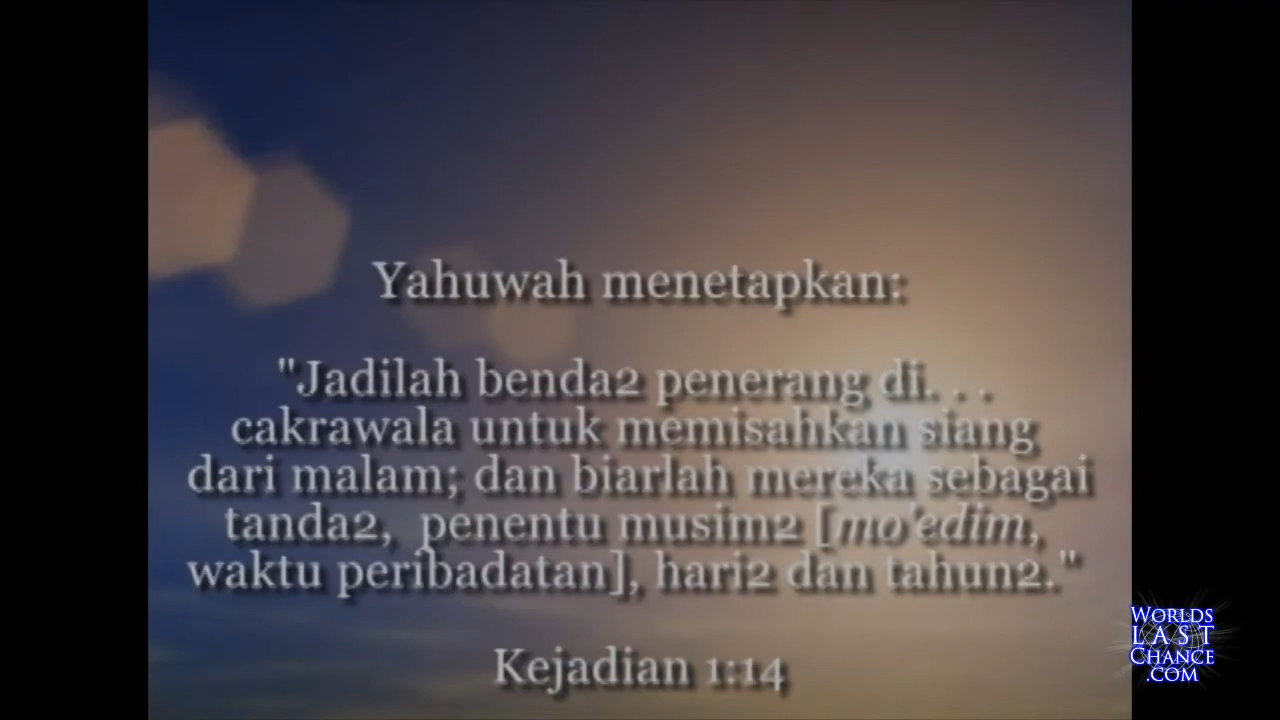 Yahuwah menetapkan:
"Jadilah benda2 penerang di. . .
cakrawala untuk memisahkan siang
dari malam; dan biarlah mereka sebagai
tanda2, penentu musim2 [mo'edim,
waktu peribadatan], hari2 dan tahun2."
Kejadian 1:14
WORLDS
LAST
CHANCE
.COM